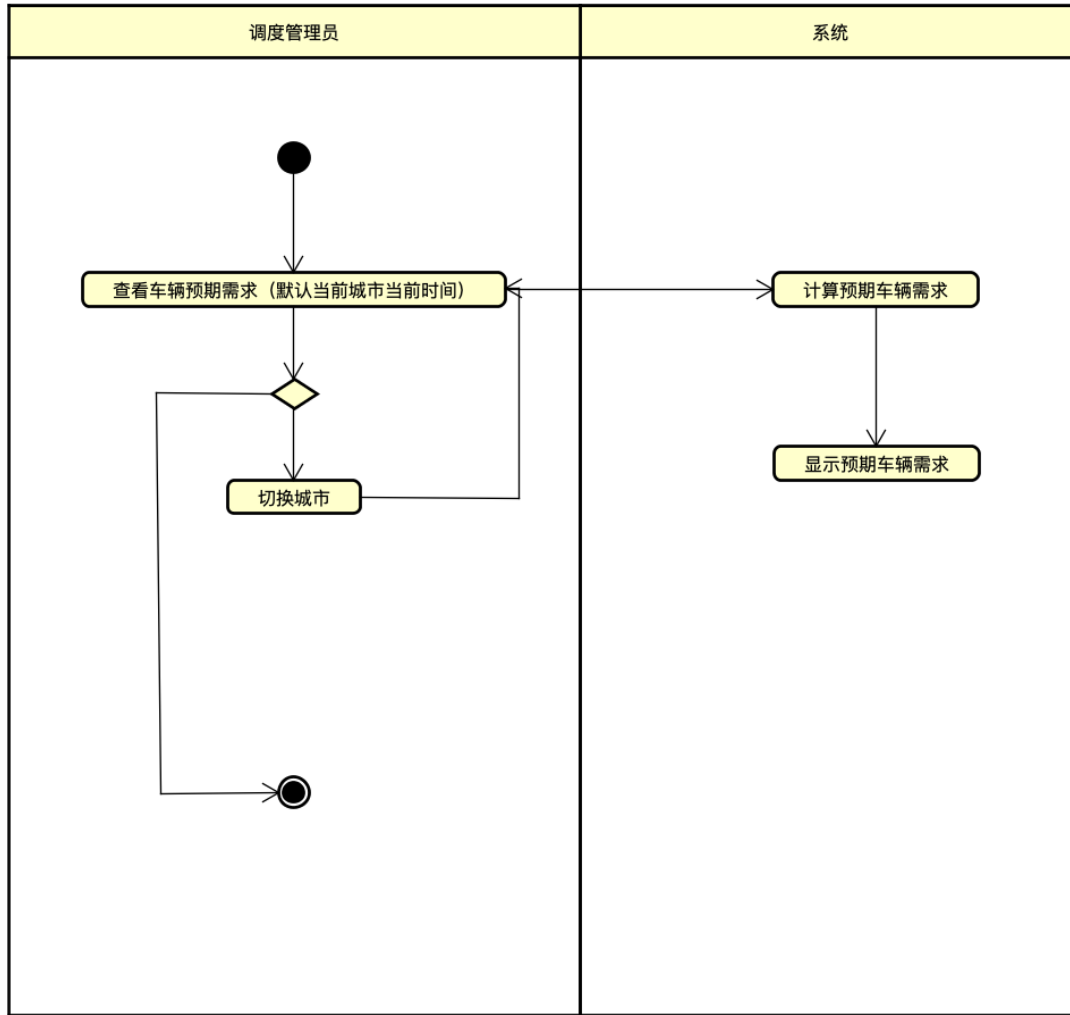 调度管理员
系统
查看车辆预期需求（默认当前城市当前时间）
计算预期车辆需求
显示预期车辆需求
切换城市